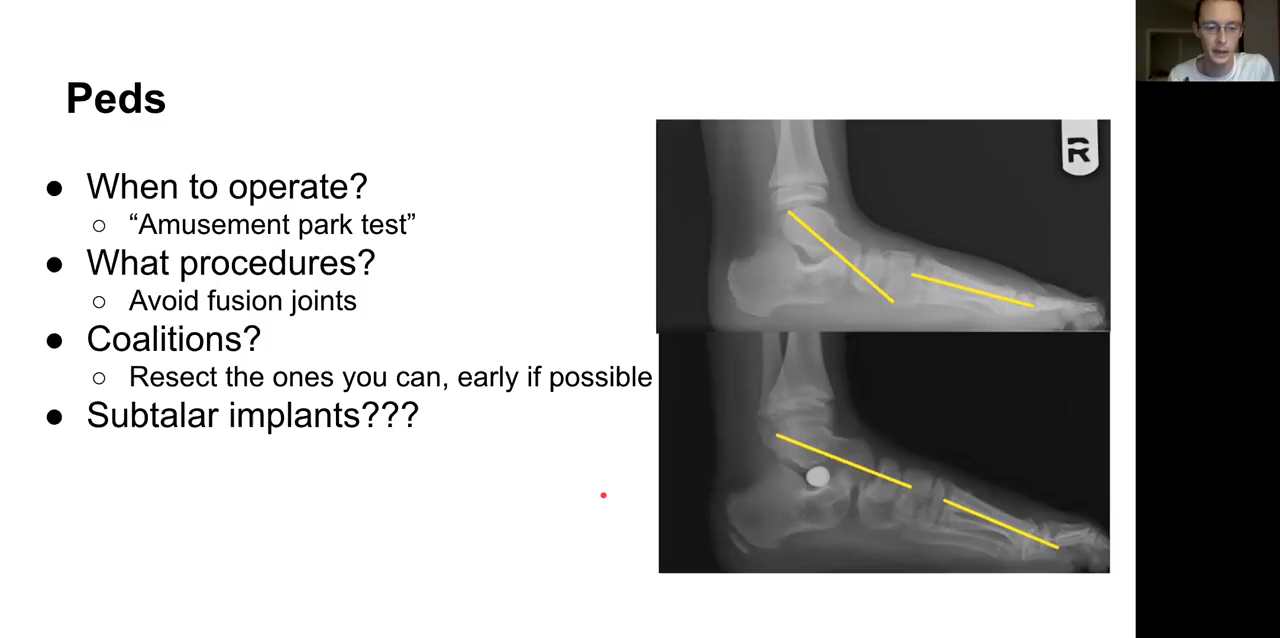 Peds
● When to operate?
○ “Amusement park test”
● What procedures?
○ Avoid fusion joints
● Coalitions?
○ Resect the ones you can, early if possible
● Subtalar implants???
R